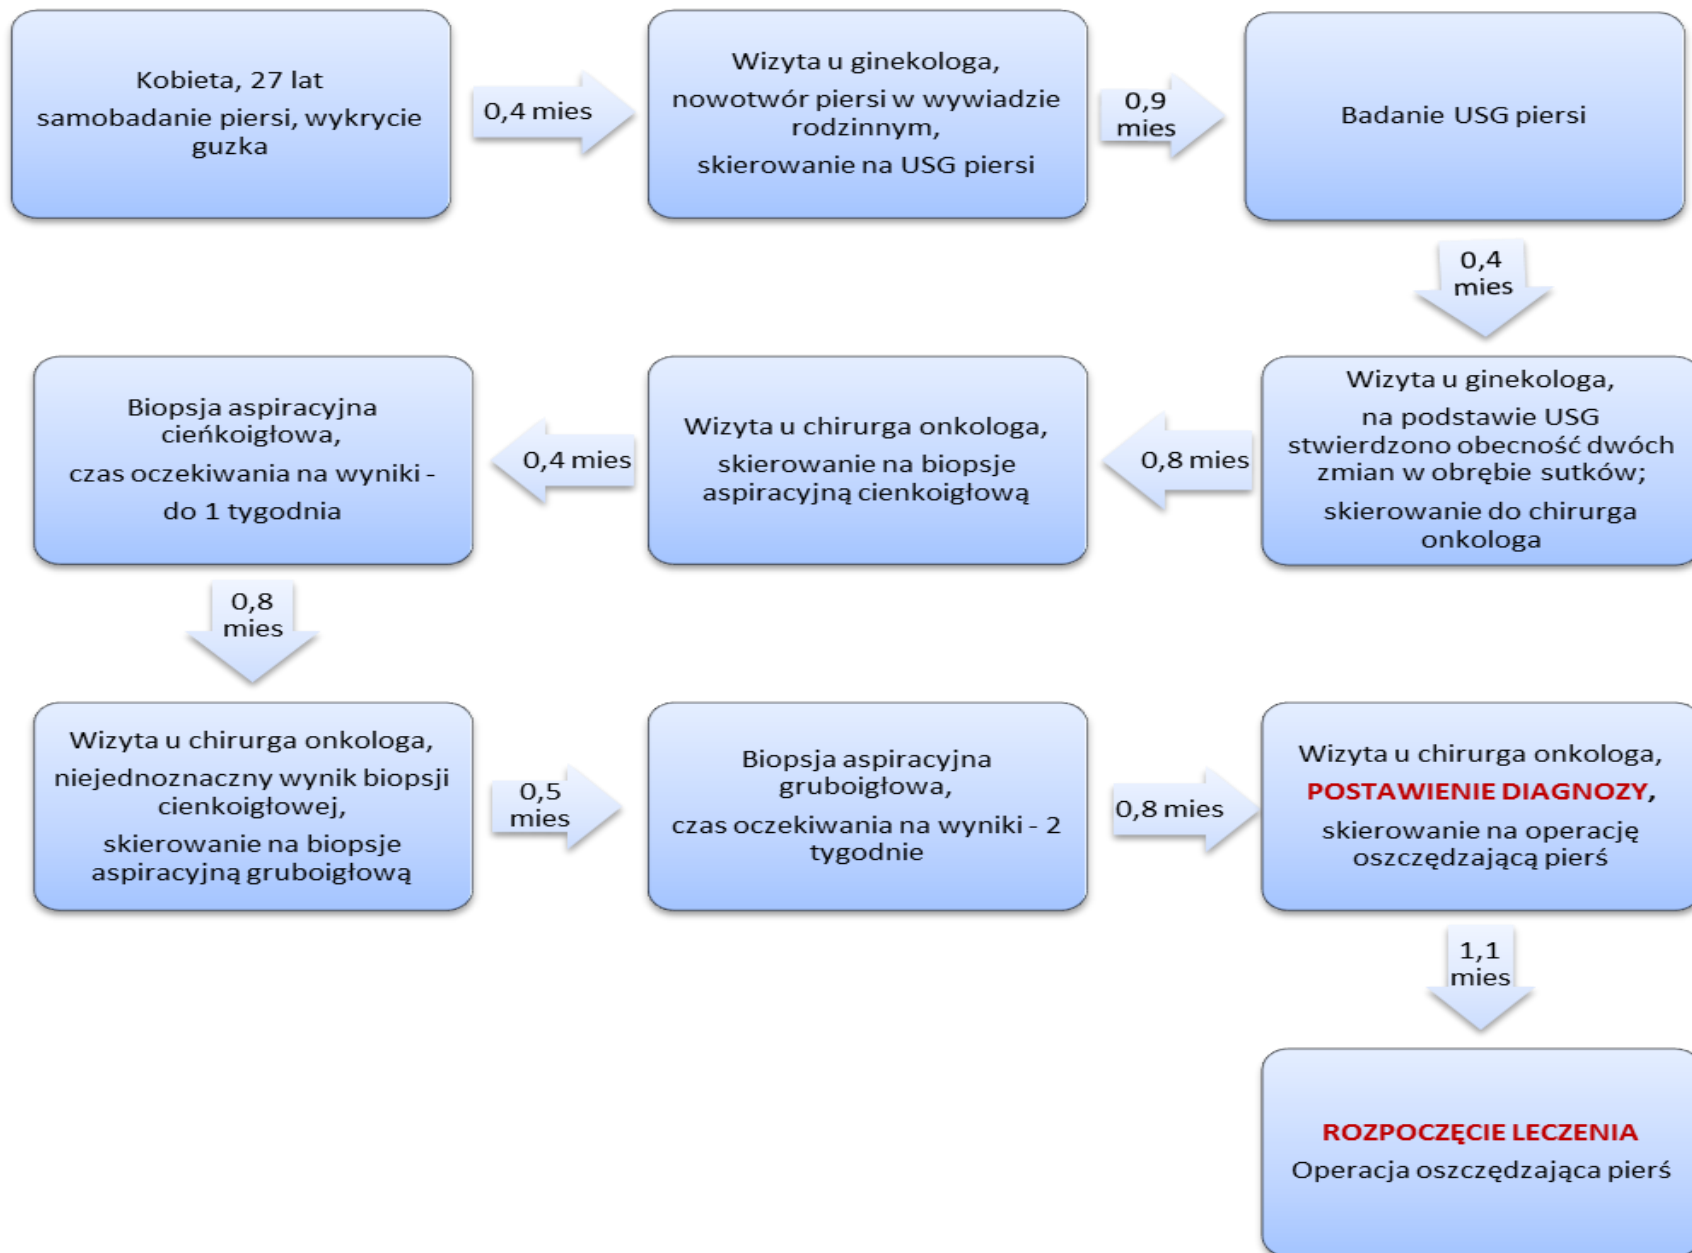 Kobieta, 27 lat
samobadanie piersi, wykrycie
guzka
0,4 mies
Wizyta u ginekologa,
nowotwór piersi w wywiadzie
rodzinnym,
skierowanie na USG piersi
0,9
mies
Badanie USG piersi
0,4
mies
Wizyta u ginekologa,
na podstawie USG
stwierdzono obecność dwóch
zmian w obrębie sutków;
skierowanie do chirurga
onkologa
0,8 mies
Wizyta u chirurga onkologa,
skierowanie na biopsje
aspiracyjną cienkoigłową
0,4 mies
Biopsja aspiracyjna
cieńkoigłowa,
czas oczekiwania na wyniki -
do 1 tygodnia
0,8
mies
Wizyta u chirurga onkologa,
niejednoznaczny wynik biopsji
cienkoigłowej,
skierowanie na biopsje
aspiracyjną gruboigłową
0,5
mies
Biopsja aspiracyjna
gruboigłowa,
czas oczekiwania na wyniki - 2
tygodnie
0,8 mies
Wizyta u chirurga onkologa,
POSTAWIENIE DIAGNOZY,
skierowanie na operację
oszczędzającą pierś
1,1
mies
ROZPOCZĘCIE LECZENIA
Operacja oszczędzająca pierś